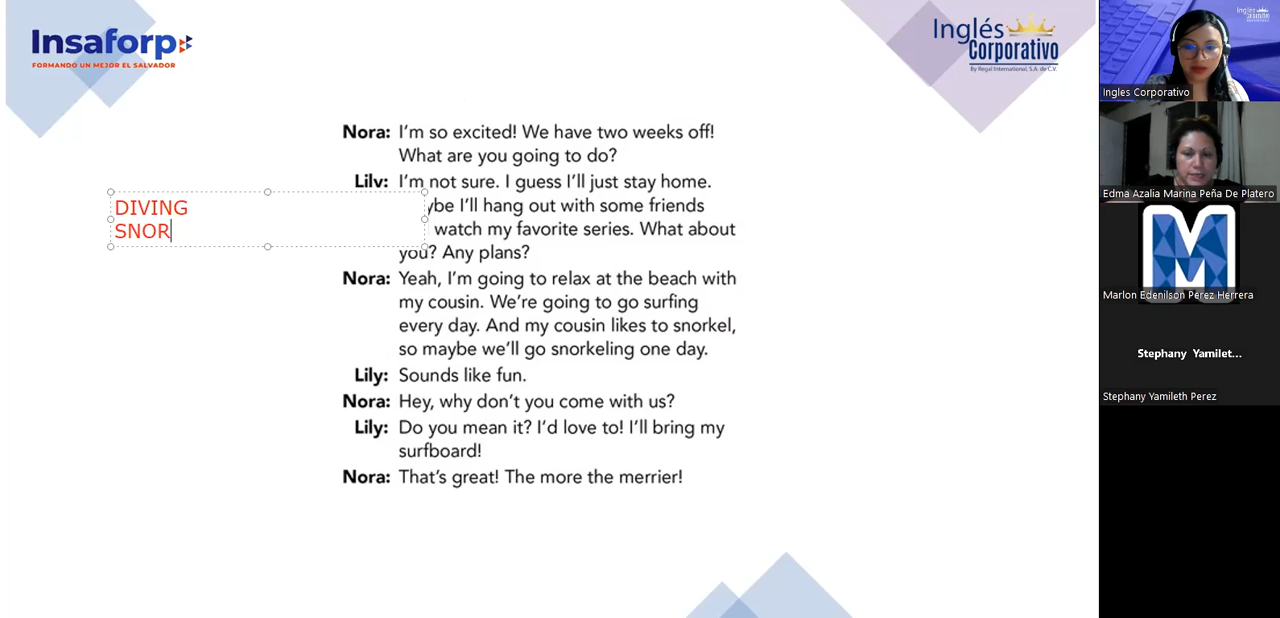 Insaforp
FORMANDO UN MEJOR EL SALVADOR
Inglés
Corporativo
By Regal International, S.A. de C.V.
Nora: I'm so excited! We have two weeks off!
What are you going to do?
Lily: I'm not sure. I guess I'll just stay home.
ybe I'll hang out with some friends
watch my favorite series. What about
you? Any plans?
DIVING
SNOR
Nora: Yeah, I'm going to relax at the beach with
my cousin. We're going to go surfing
every day. And my cousin likes to snorkel,
so maybe we'll go snorkeling one day.
Lily: Sounds like fun.
Nora: Hey, why don't you come with us?
Lily: Do you mean it? I'd love to! I'll bring my
surfboard!
Nora: That's great! The more the merrier!
Inglés
Ingles Corporativo
Edma Azalia Marina Peña De Platero
M
Marlon Edenilson Perez Herrera
Stephany Yamilet...
Stephany Yamileth Perez